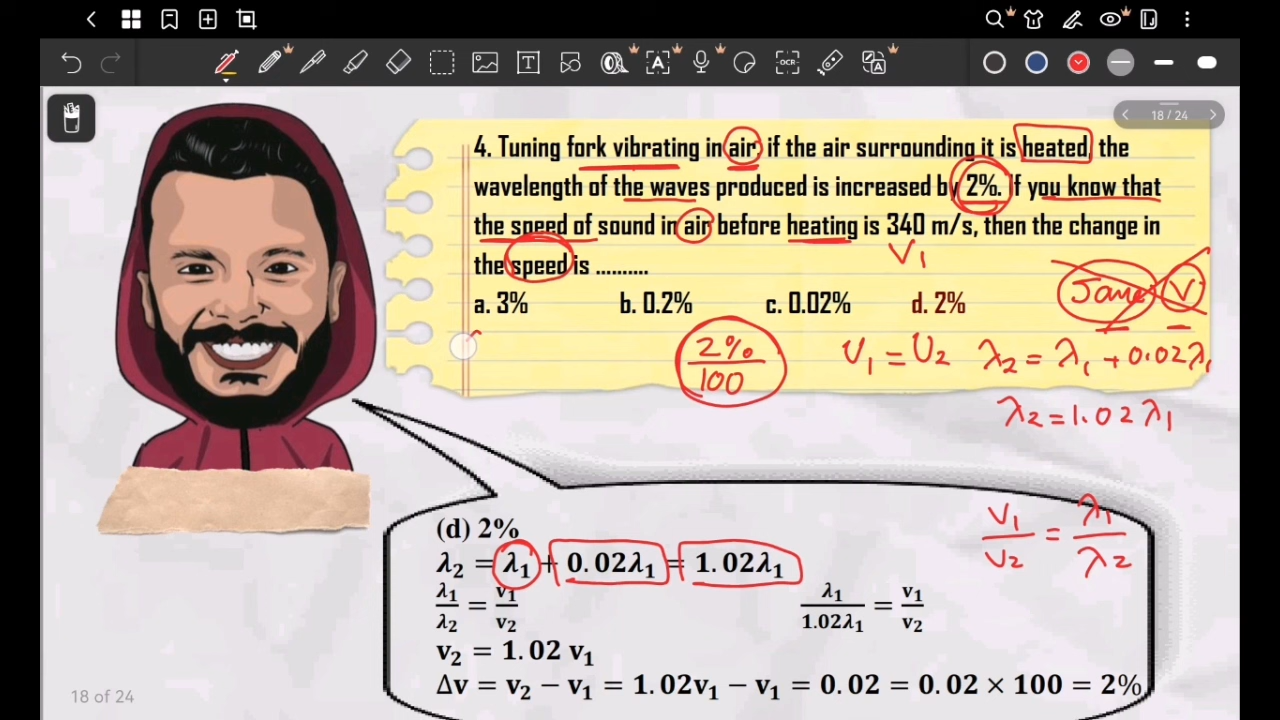 OCR
18 / 24
4. Tuning fork vibrating in air, if the air surrounding it is heated, the
wavelength of the waves produced is increased by 2%. If you know that
the speed of sound in air before heating is 340 m/s, then the change in
the speed is ..........
V₁
Same V
a. 3% b. 0.2% c. 0.02% d. 2%
2%/100
υ₁ = υ₂
λ₂ = λ₁ + 0.02λ₁
λ₂ = 1.02 λ₁
V₁/V₂ = λ₁/λ₂
(d) 2%
λ₂ = λ₁ + 0.02λ₁ = 1.02λ₁
λ₁/λ₂ = v₁/v₂ λ₁/1.02λ₁ = v₁/v₂
v₂ = 1.02 v₁
Δv = v₂ − v₁ = 1.02v₁ − v₁ = 0.02 = 0.02 × 100 = 2%
18 of 24